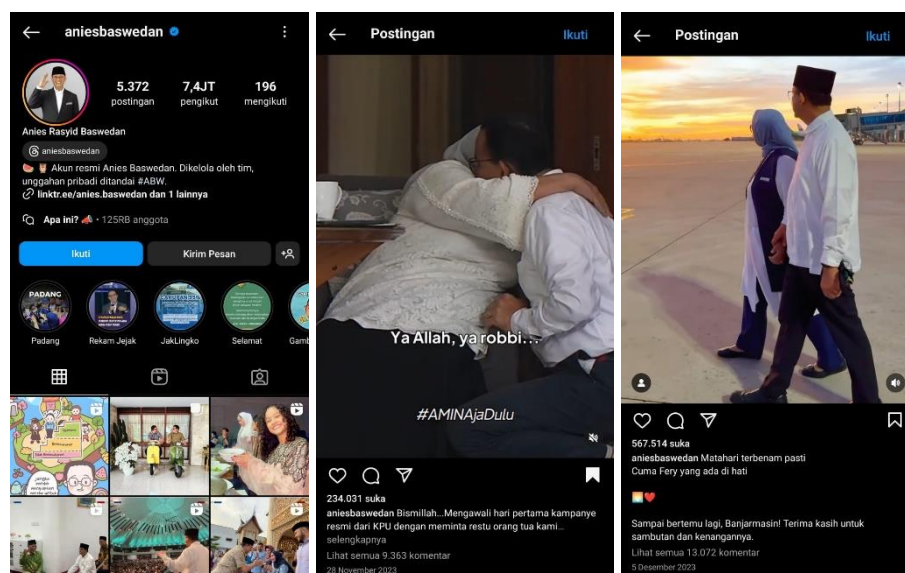 aniesbaswedan
5.372
7,4JT
196
postingan
pengikut
mengikuti
Anies Rasyid Baswedan
aniesbaswedan
Akun resmi Anies Baswedan. Dikelola oleh tim,
unggahan pribadi ditandai #ABW.
linktr.ee/anies.baswedan dan 1 lainnya
Apa ini? • 125RB anggota
Ikuti
Kirim Pesan
PADANG
Padang
Rekam Jejak
JakLingko
Selamat
Postingan
Ikuti
Ya Allah, ya robbi...
#AMINAjaDulu
234.031 suka
aniesbaswedan Bismillah...Mengawali hari pertama kampanye
resmi dari KPU dengan meminta restu orang tua kami...
selengkapnya
Lihat semua 9.363 komentar
28 November 2023
Postingan
Ikuti
567.514 suka
aniesbaswedan Matahari terbenam pasti
Cuma Fery yang ada di hati
Sampai bertemu lagi, Banjarmasin! Terima kasih untuk
sambutan dan kenangannya.
Lihat semua 13.072 komentar
5 Desember 2023